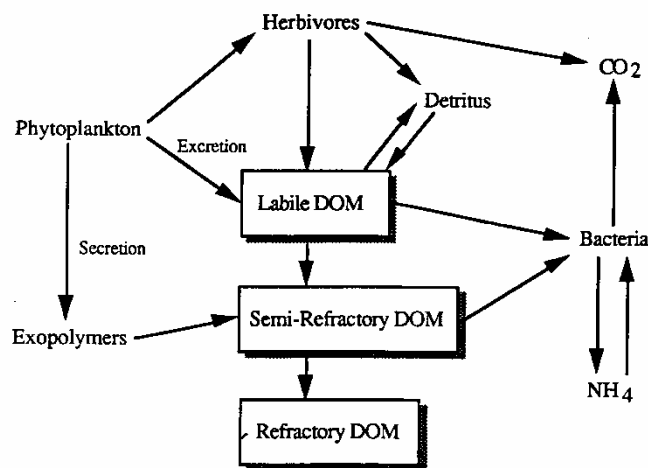 Herbivores
CO2
Detritus
Phytoplankton
Excretion
Labile DOM
Bacteria
Secretion
Semi-Refractory DOM
Exopolymers
NH4
Refractory DOM